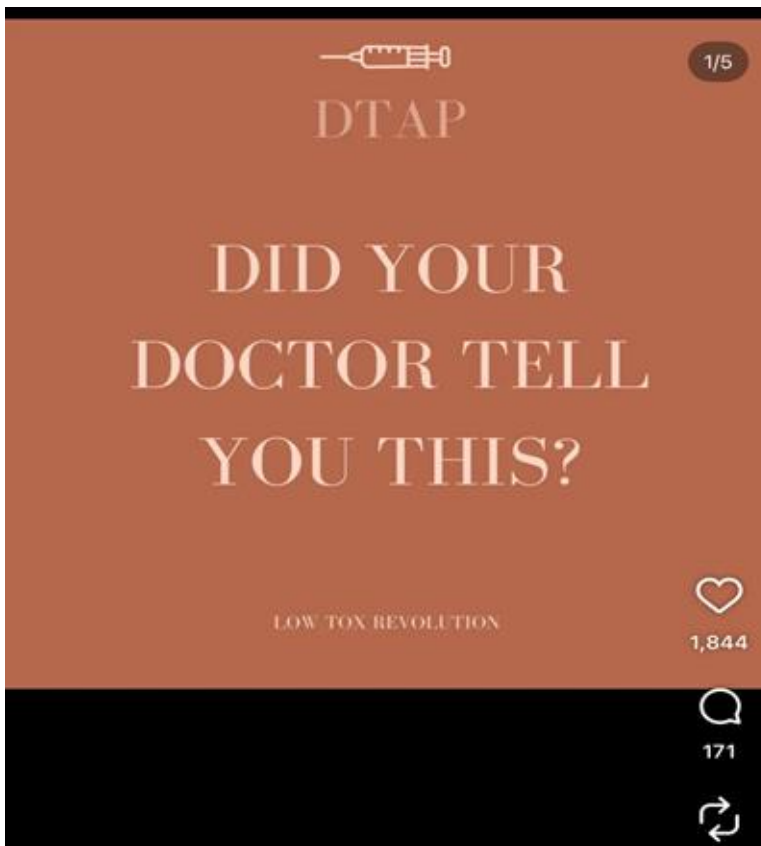 1/5
DTAP
DID YOUR
DOCTOR TELL
YOU THIS?
LOW TOX REVOLUTION
1,844
171